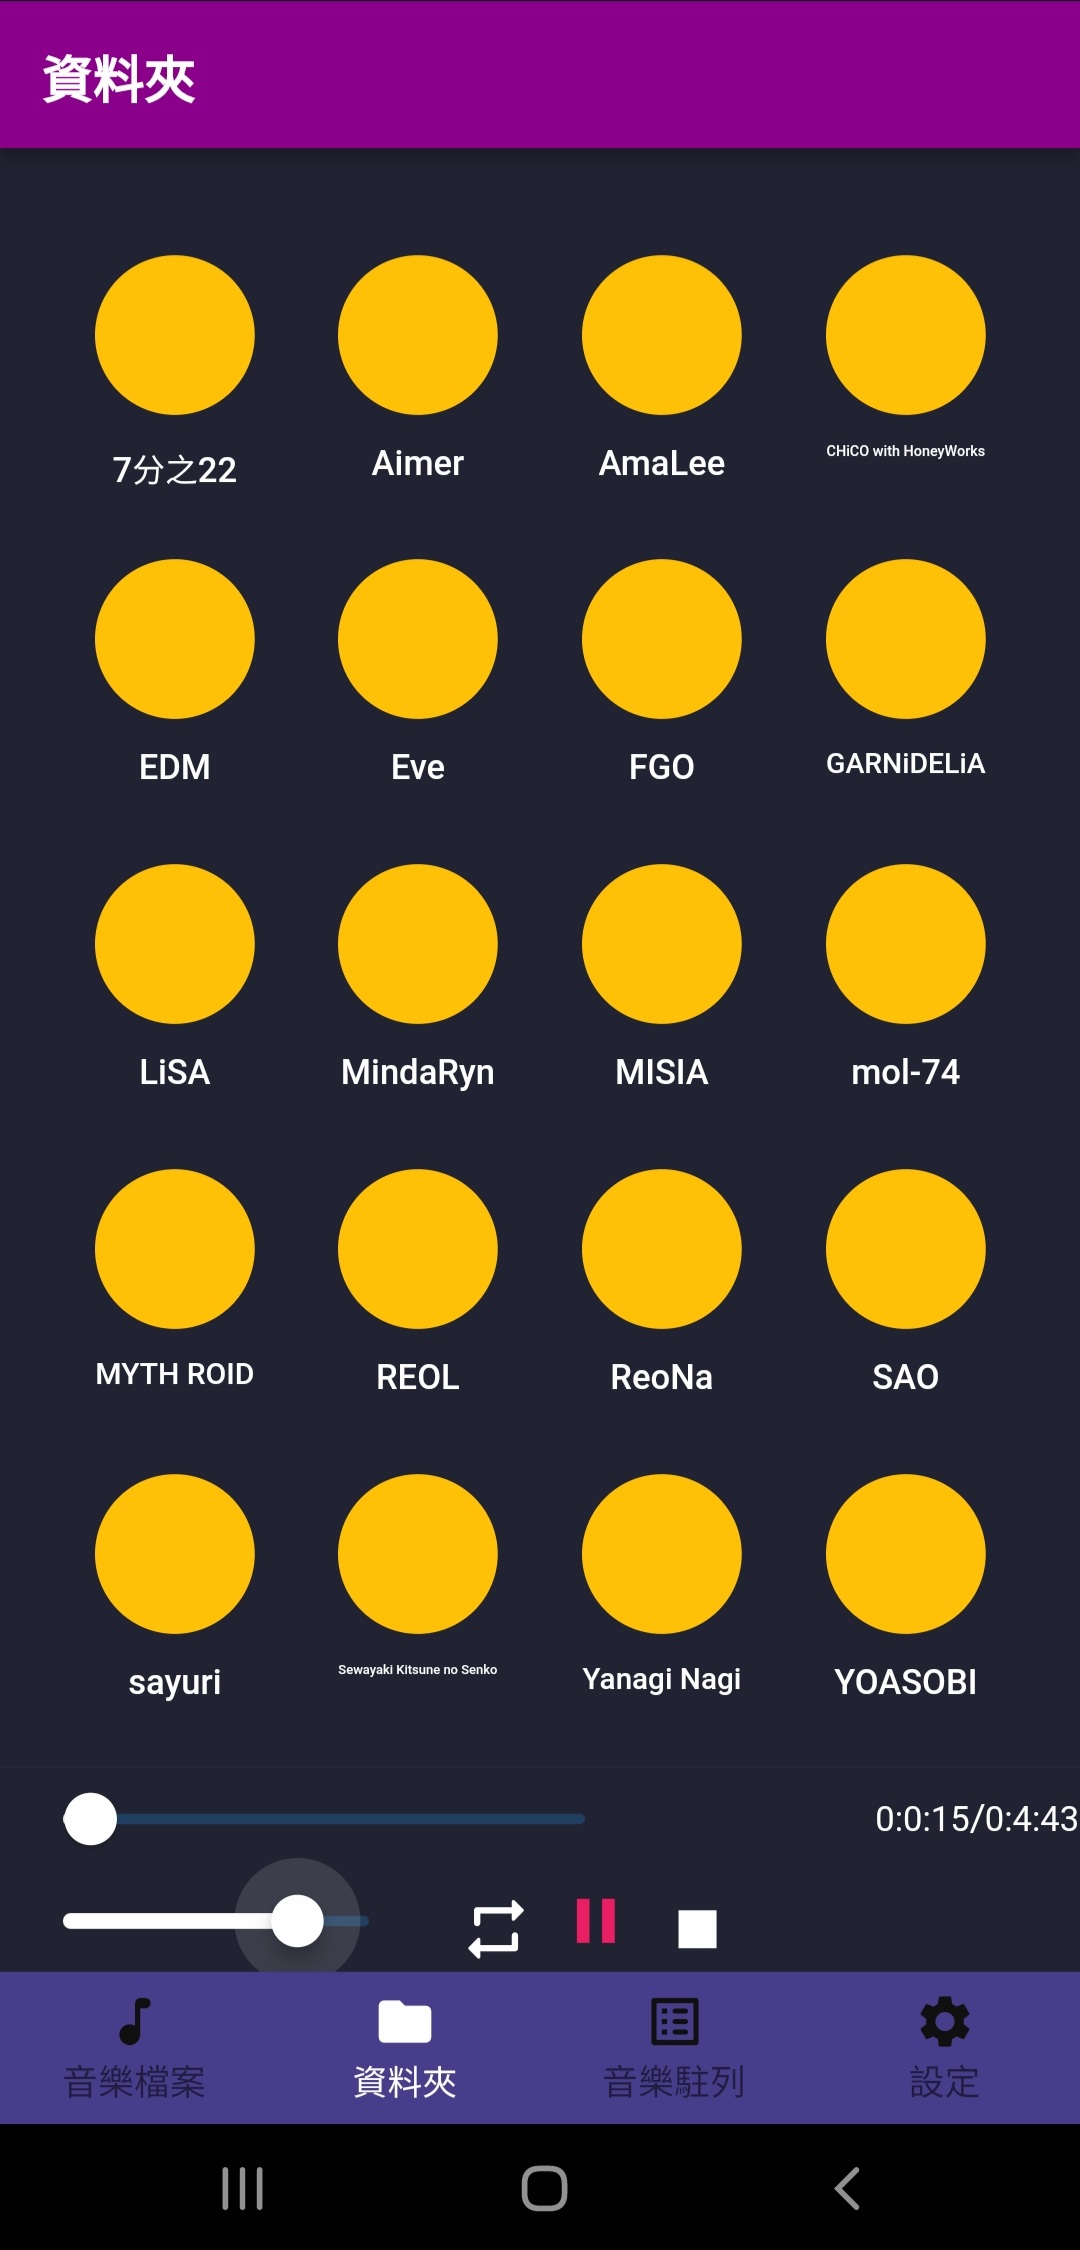 資料夾
7分之22
Aimer
AmaLee
CHiCO with HoneyWorks
EDM
Eve
FGO
GARNiDELiA
LiSA
MindaRyn
MISIA
mol-74
MYTH ROID
REOL
ReoNa
SAO
sayuri
Sewayaki Kitsune no Senko
Yanagi Nagi
YOASOBI
0:0:15/0:4:43
音樂檔案
資料夾
音樂駐列
設定